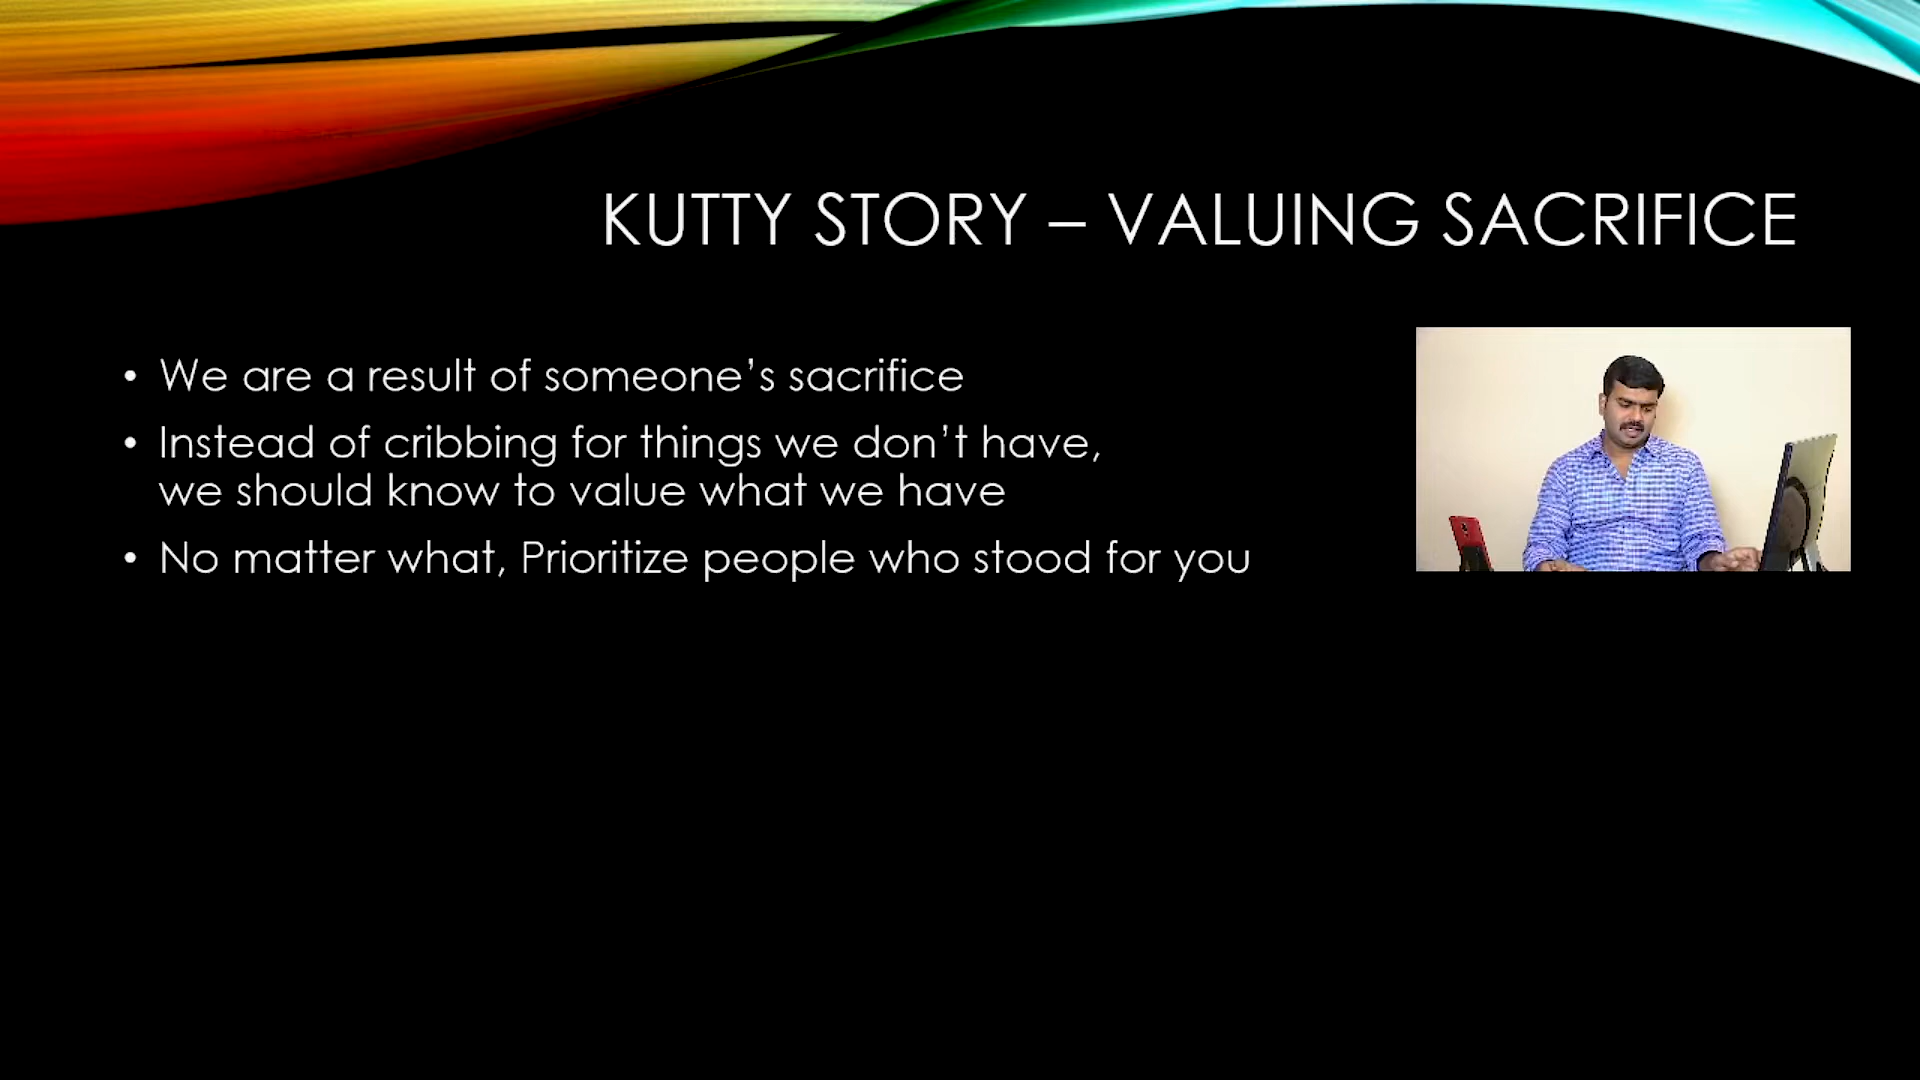 KUTTY STORY – VALUING SACRIFICE
• We are a result of someone’s sacrifice
• Instead of cribbing for things we don’t have,
we should know to value what we have
• No matter what, Prioritize people who stood for you